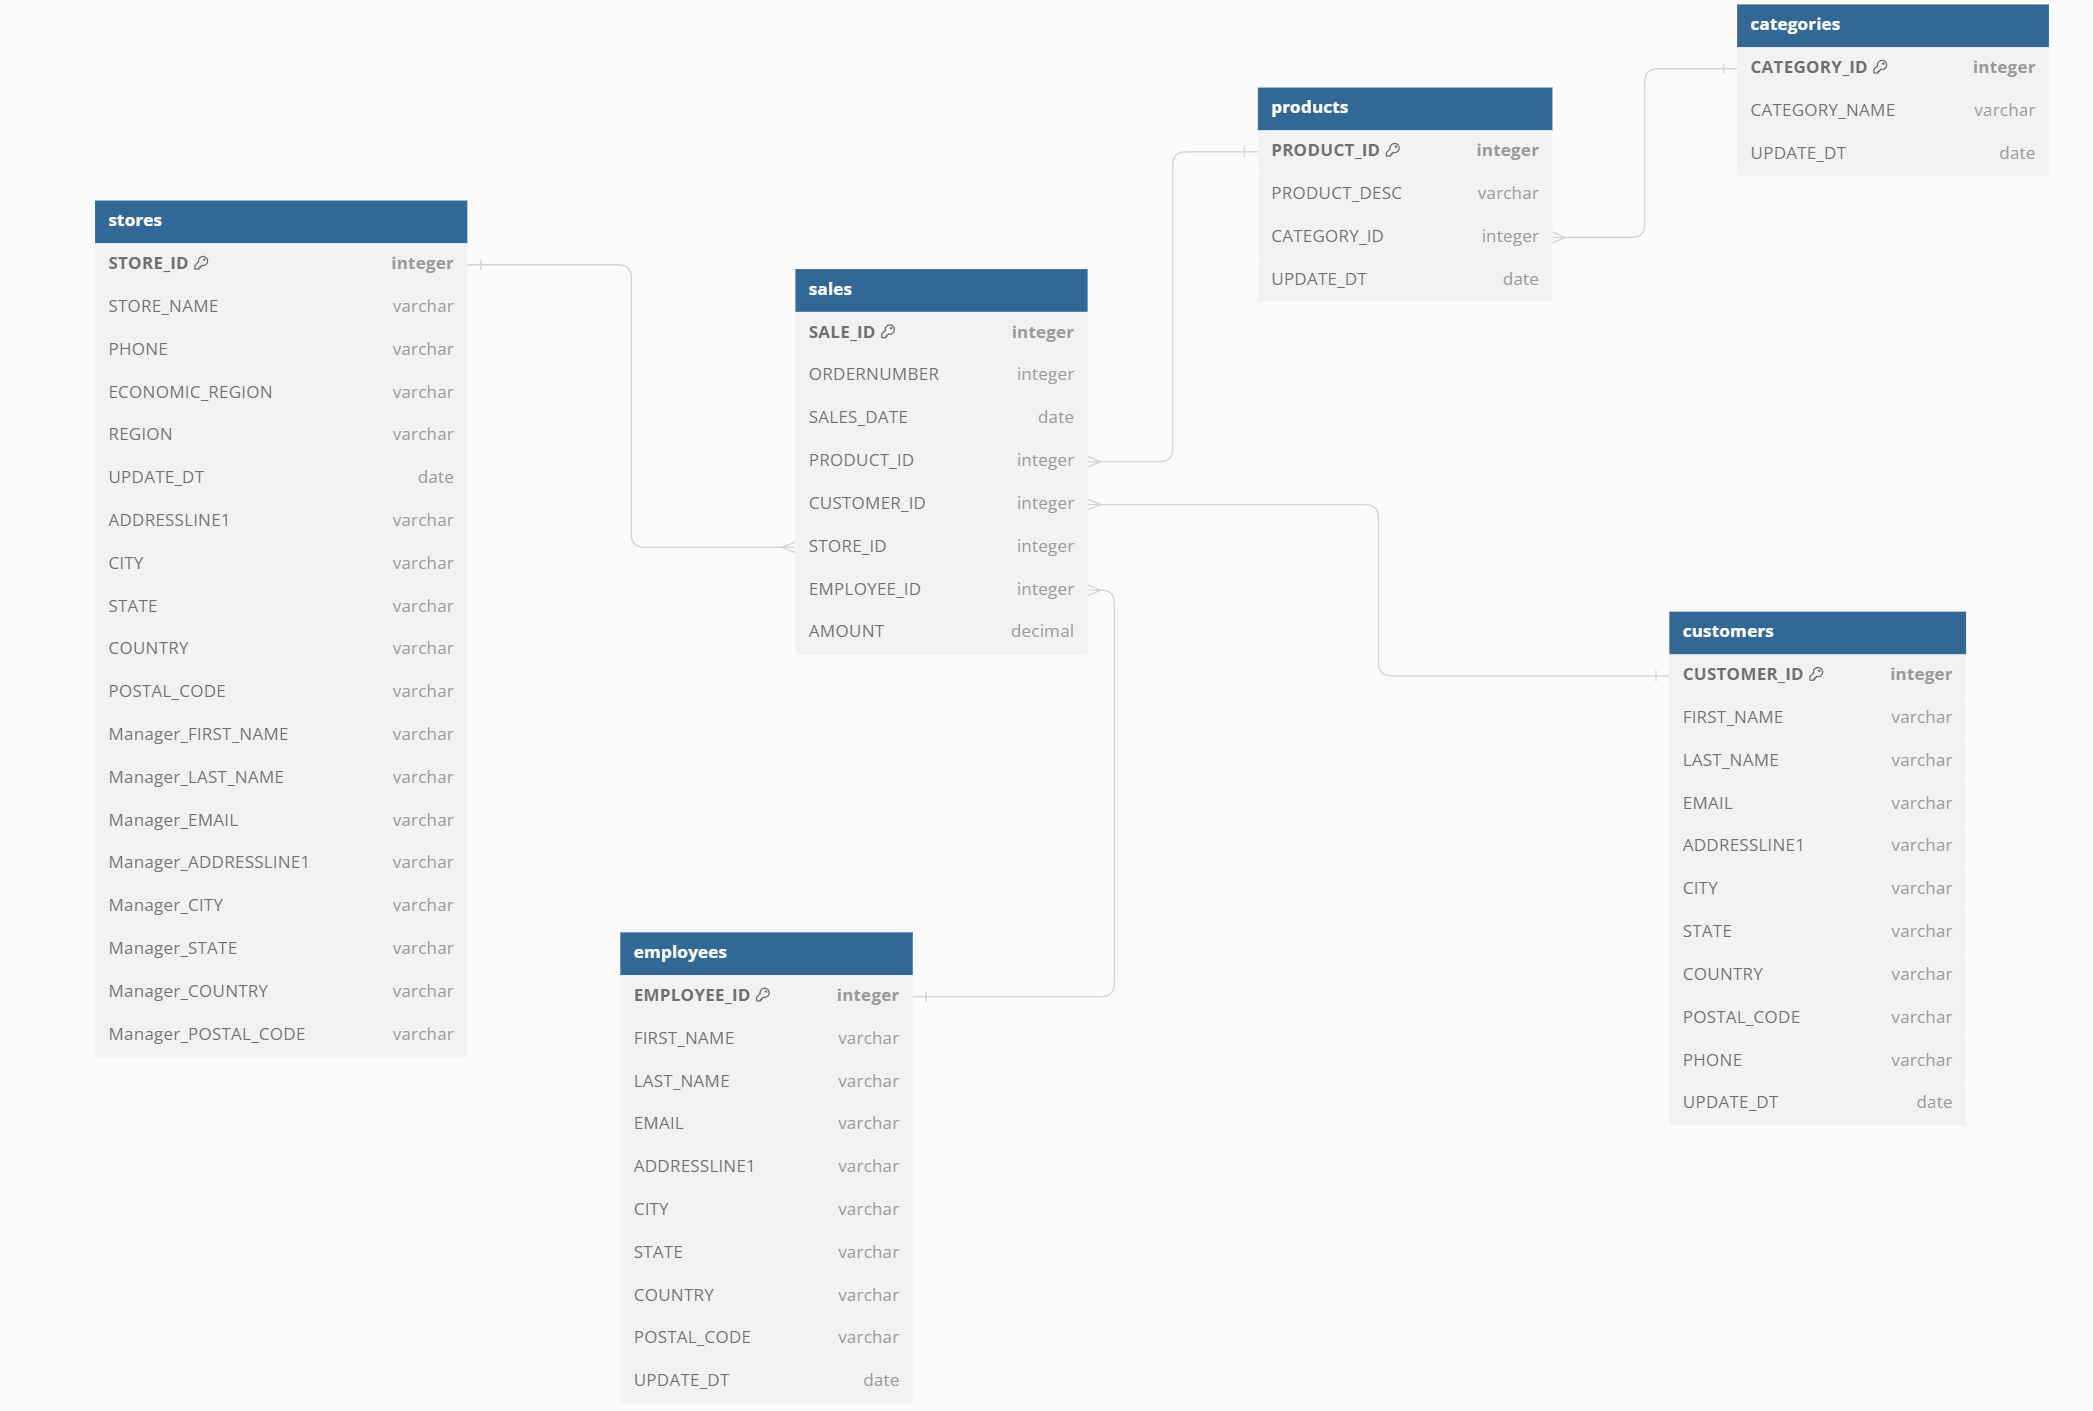 categories
CATEGORY_ID integer
CATEGORY_NAME varchar
UPDATE_DT date
products
PRODUCT_ID integer
PRODUCT_DESC varchar
CATEGORY_ID integer
UPDATE_DT date
stores
STORE_ID integer
STORE_NAME varchar
PHONE varchar
ECONOMIC_REGION varchar
REGION varchar
UPDATE_DT date
ADDRESSLINE1 varchar
CITY varchar
STATE varchar
COUNTRY varchar
POSTAL_CODE varchar
Manager_FIRST_NAME varchar
Manager_LAST_NAME varchar
Manager_EMAIL varchar
Manager_ADDRESSLINE1 varchar
Manager_CITY varchar
Manager_STATE varchar
Manager_COUNTRY varchar
Manager_POSTAL_CODE varchar
sales
SALE_ID integer
ORDERNUMBER integer
SALES_DATE date
PRODUCT_ID integer
CUSTOMER_ID integer
STORE_ID integer
EMPLOYEE_ID integer
AMOUNT decimal
customers
CUSTOMER_ID integer
FIRST_NAME varchar
LAST_NAME varchar
EMAIL varchar
ADDRESSLINE1 varchar
CITY varchar
STATE varchar
COUNTRY varchar
POSTAL_CODE varchar
PHONE varchar
UPDATE_DT date
employees
EMPLOYEE_ID integer
FIRST_NAME varchar
LAST_NAME varchar
EMAIL varchar
ADDRESSLINE1 varchar
CITY varchar
STATE varchar
COUNTRY varchar
POSTAL_CODE varchar
UPDATE_DT date